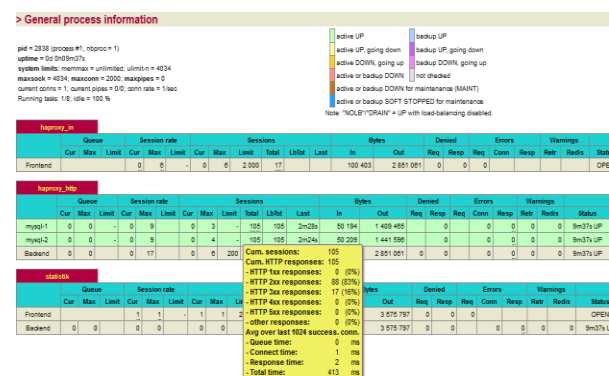 > General process information
pid = 2838 (process #1, nbproc = 1)
uptime = 0d 0h09m37s
system limits: memmax = unlimited; ulimit-n = 4034
maxsock = 4034; maxconn = 2000; maxpipes = 0
current conns = 1; current pipes = 0/0; conn rate = 1/sec
Running tasks: 1/8; idle = 100 %
active UP backup UP
active UP, going down backup UP, going down
active DOWN, going up backup DOWN, going up
active or backup DOWN not checked
active or backup DOWN for maintenance (MAINT)
active or backup SOFT STOPPED for maintenance
Note: "NOLB"/"DRAIN" = UP with load-balancing disabled.
haproxy_in
Queue Session rate Sessions Bytes Denied Errors Warnings
Cur Max Limit Cur Max Limit Cur Max Limit Total LbTot Last In Out Req Resp Req Conn Resp Retr Redis Stat
Frontend 0 6 - 0 6 2 000 17 100 403 2 851 061 0 0 0 OPE
haproxy_http
Queue Session rate Sessions Bytes Denied Errors Warnings
Cur Max Limit Cur Max Limit Cur Max Limit Total LbTot Last In Out Req Resp Req Conn Resp Retr Redis Status
mysql-1 0 0 - 0 9 0 3 - 105 105 2m28s 50 194 1 409 465 0 0 0 0 0 9m37s UP
mysql-2 0 0 - 0 9 0 4 - 105 105 2m24s 50 209 1 441 596 0 0 0 0 0 9m37s UP
Backend 0 0 0 17 0 6 200 2 851 061 0 0 0 0 0 0 9m37s UP
Cum. sessions: 105
Cum. HTTP responses: 105
- HTTP 1xx responses: 0 (0%)
- HTTP 2xx responses: 88 (83%)
- HTTP 3xx responses: 17 (16%)
- HTTP 4xx responses: 0 (0%)
- HTTP 5xx responses: 0 (0%)
- other responses: 0 (0%)
Avg over last 1024 success. conn.
- Queue time: 0 ms
- Connect time: 1 ms
- Response time: 2 ms
- Total time: 413 ms
statistik
Queue Session rate ytes Denied Errors Warnings
Cur Max Limit Cur Max Limit Cur Max Li Out Req Resp Req Conn Resp Retr Redis Status
Frontend 1 1 - 1 1 2 3 575 797 0 0 0 OPEN
Backend 0 0 0 0 0 0 3 575 797 0 0 0 0 0 0 9m37s U